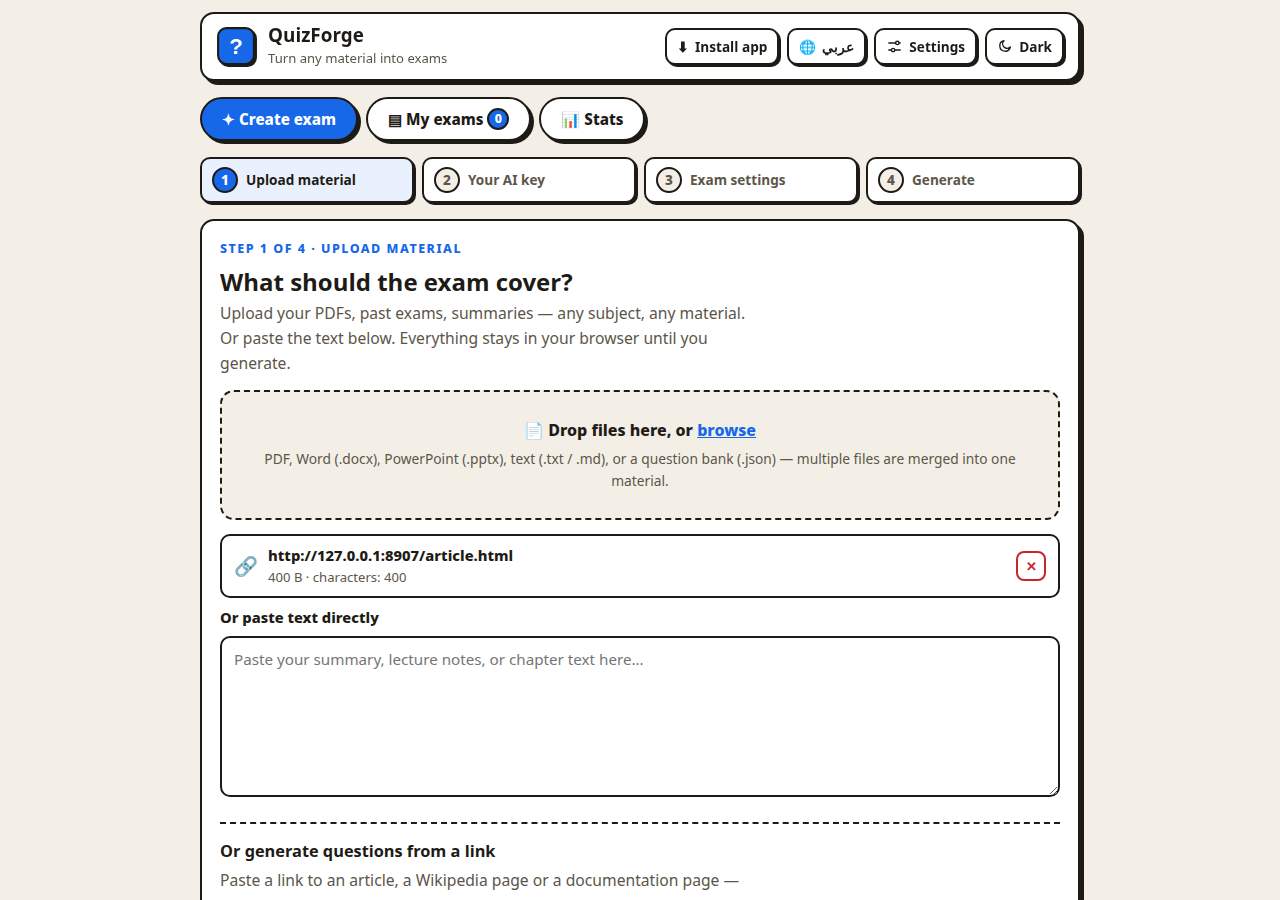 ?
QuizForge
Turn any material into exams
⬇ Install app
🌐 عربي
Settings
Dark
✦ Create exam
▤ My exams 0
📊 Stats
1 Upload material
2 Your AI key
3 Exam settings
4 Generate
STEP 1 OF 4 · UPLOAD MATERIAL
What should the exam cover?
Upload your PDFs, past exams, summaries — any subject, any material.
Or paste the text below. Everything stays in your browser until you
generate.
📄 Drop files here, or browse
PDF, Word (.docx), PowerPoint (.pptx), text (.txt / .md), or a question bank (.json) — multiple files are merged into one
material.
🔗 http://127.0.0.1:8907/article.html
400 B · characters: 400
×
Or paste text directly
Paste your summary, lecture notes, or chapter text here…
Or generate questions from a link
Paste a link to an article, a Wikipedia page or a documentation page —